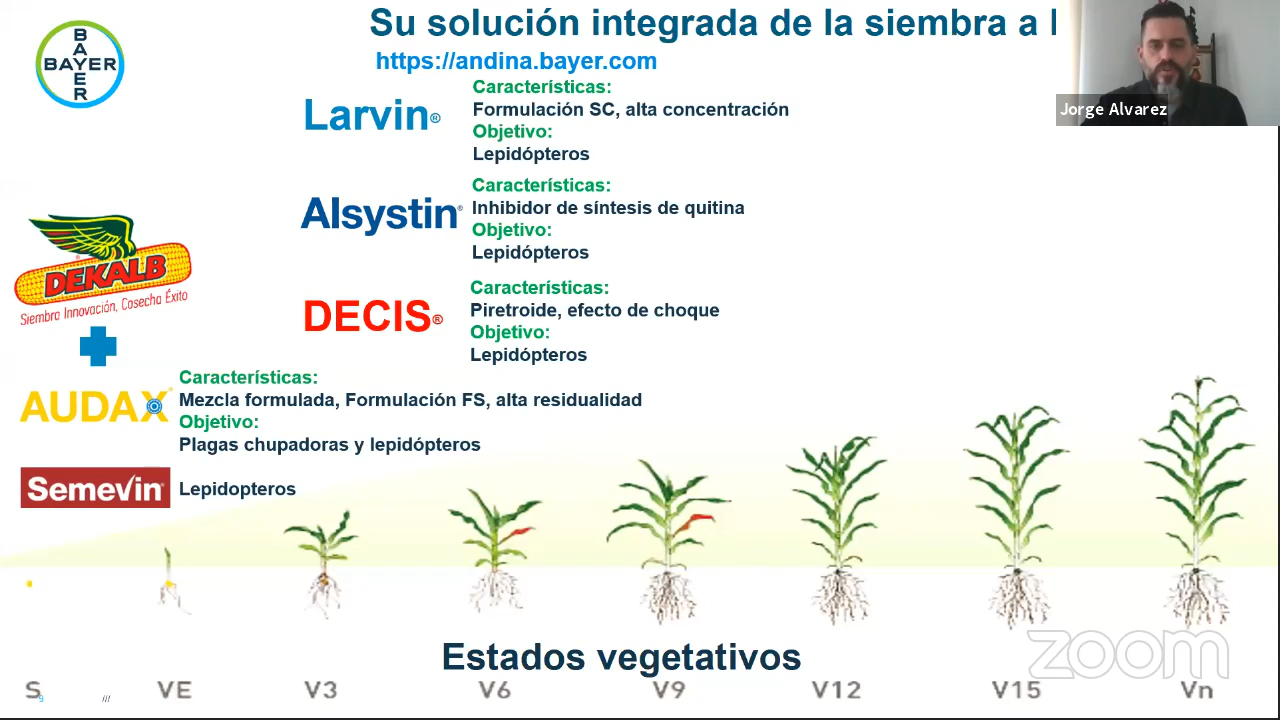 Su solución integrada de la siembra a l
https://andina.bayer.com
BAYER
BAYER
Jorge Alvarez
Larvin®
Características:
Formulación SC, alta concentración
Objetivo:
Lepidópteros
Alsystin®
Características:
Inhibidor de síntesis de quitina
Objetivo:
Lepidópteros
DEKALB®
Siembra Innovación, Cosecha Éxito
DECIS®
Características:
Piretroide, efecto de choque
Objetivo:
Lepidópteros
AUDAX
Características:
Mezcla formulada, Formulación FS, alta residualidad
Objetivo:
Plagas chupadoras y lepidópteros
Semevin®
Lepidopteros
Estados vegetativos
zoom
S VE V3 V6 V9 V12 V15 Vn
9 ///